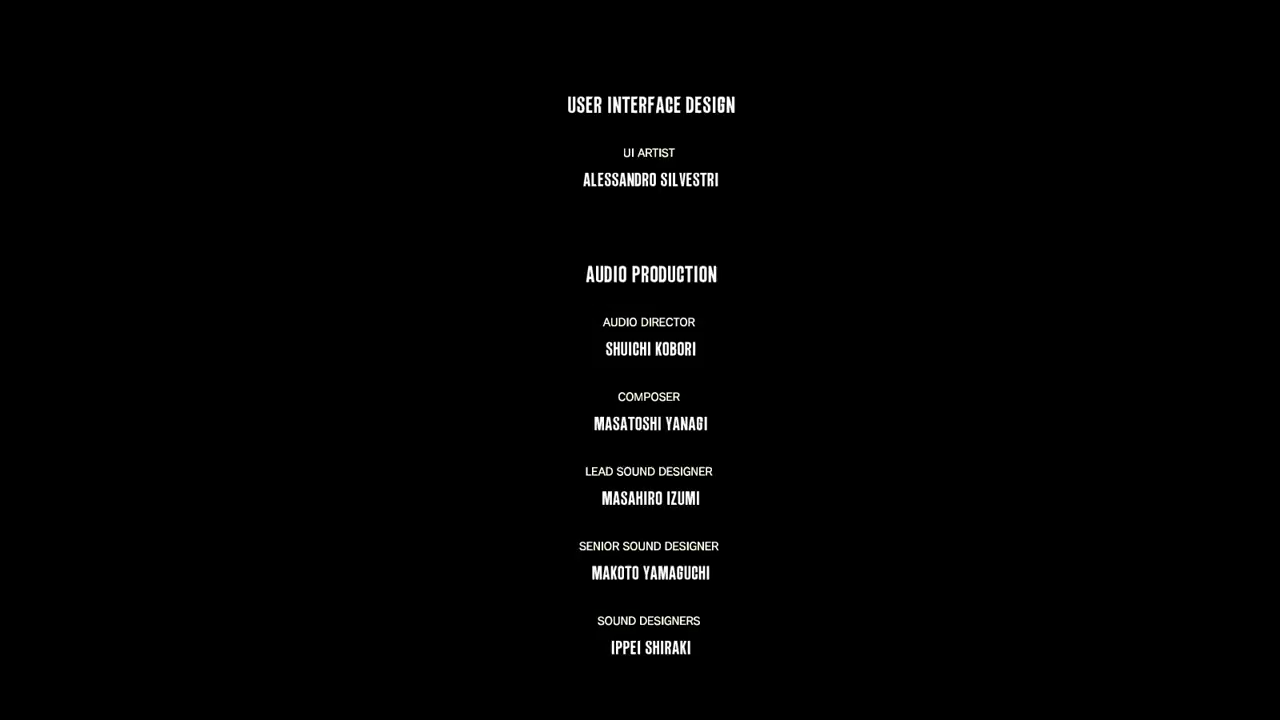 USER INTERFACE DESIGN
UI ARTIST
ALESSANDRO SILVESTRI
AUDIO PRODUCTION
AUDIO DIRECTOR
SHUICHI KOBORI
COMPOSER
MASATOSHI YANAGI
LEAD SOUND DESIGNER
MASAHIRO IZUMI
SENIOR SOUND DESIGNER
MAKOTO YAMAGUCHI
SOUND DESIGNERS
IPPEI SHIRAKI